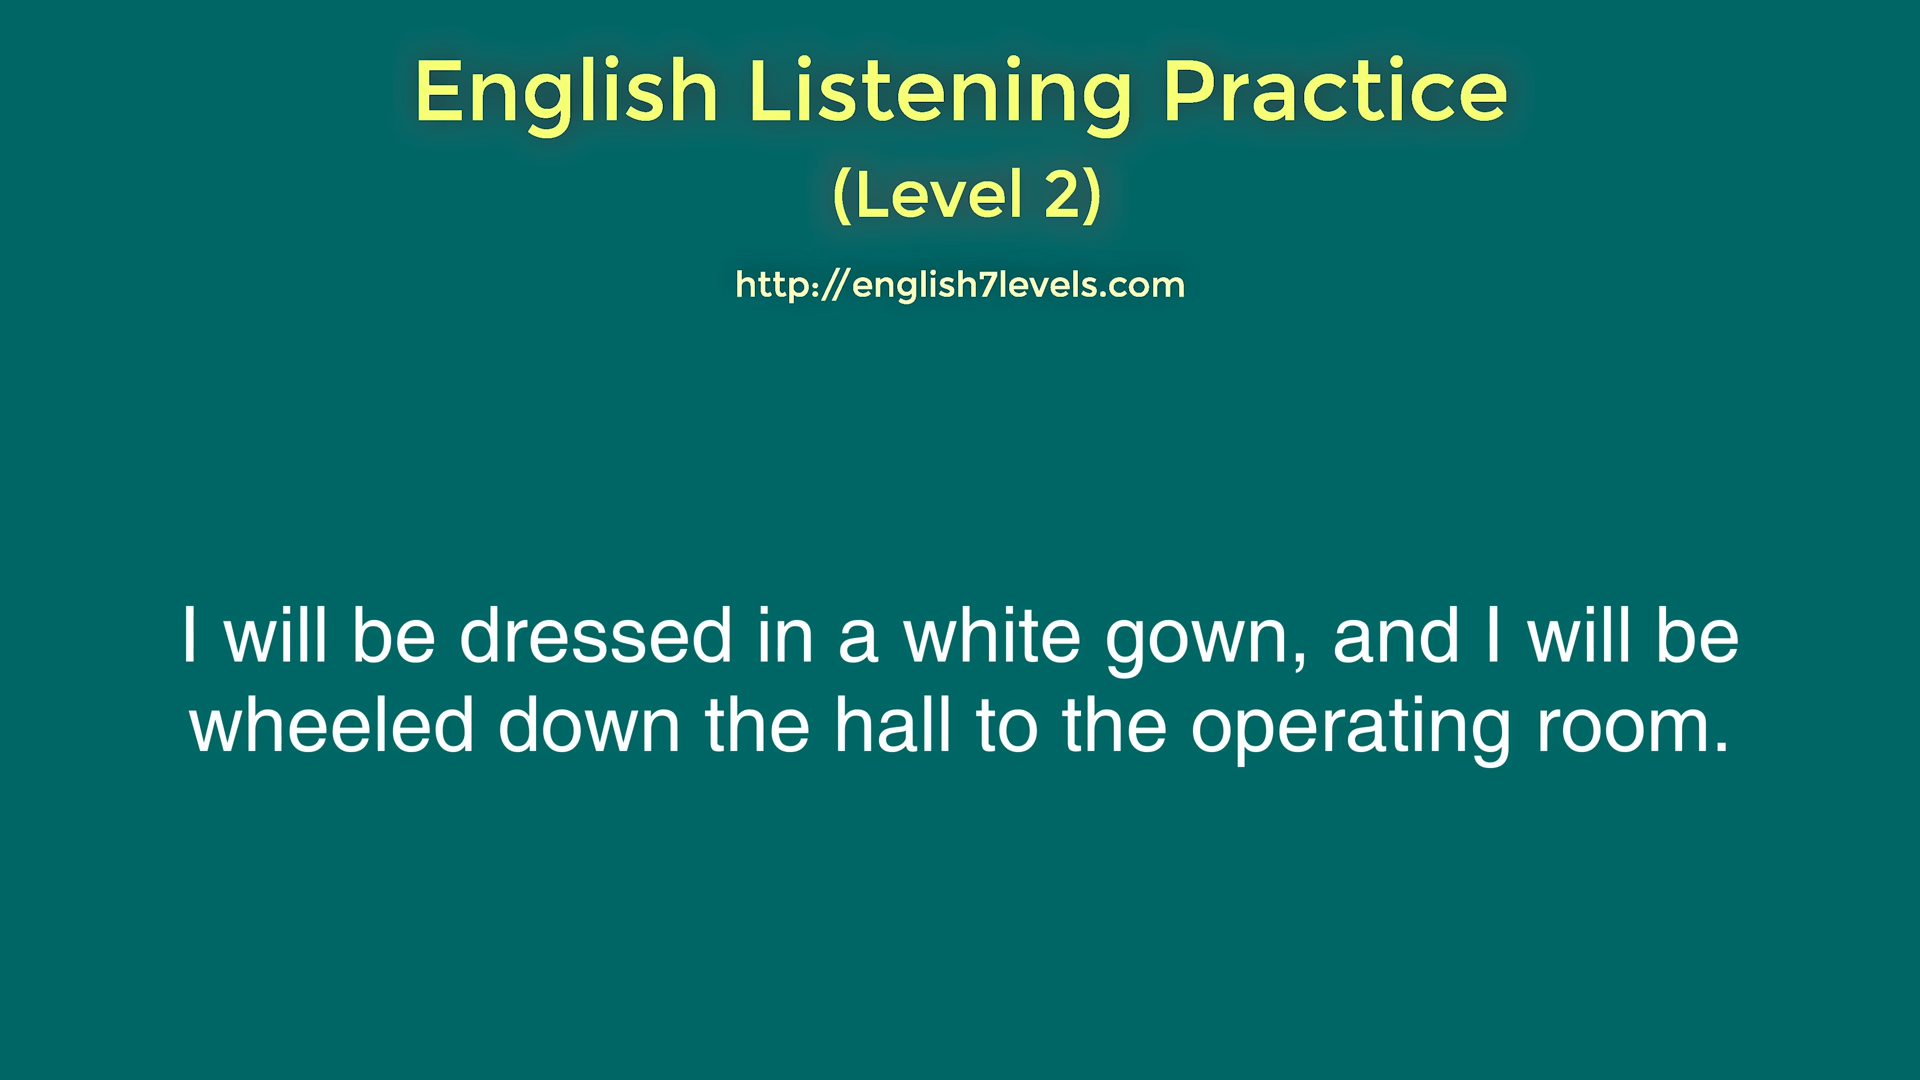 English Listening Practice
(Level 2)
http://english7levels.com
I will be dressed in a white gown, and I will be
wheeled down the hall to the operating room.